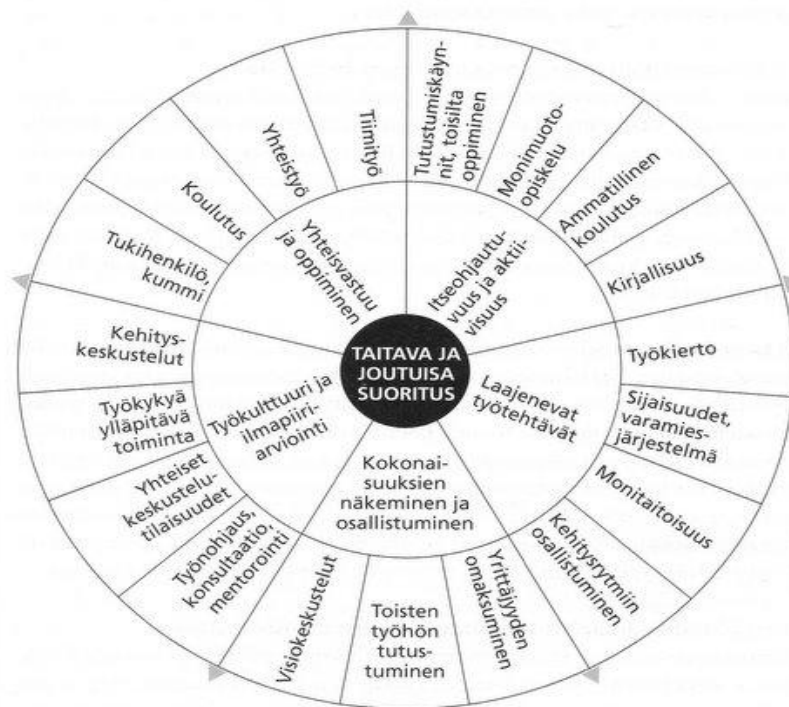 Tutustumiskäyn-
nit, toisilta
oppiminen
Monimuoto-
opiskelu
Ammatillinen
koulutus
Kirjallisuus
Työkierto
Sijaisuudet,
varamies-
järjestelmä
Monitaitoisuus
Kehitysrytmiin
osallistuminen
Yrittäjyyden
omaksuminen
Toisten
työhön
tutus-
tuminen
Visiokeskustelut
Työnohjaus,
konsultaatio,
mentorointi
Yhteiset
keskustelu-
tilaisuudet
Työkykyä
ylläpitävä
toiminta
Kehitys-
keskustelut
Tukihenkilö,
kummi
Koulutus
Yhteistyö
Tiimityö
Itseohjautu-
vuus ja aktii-
visuus
Laajenevat
työtehtävät
Kokonai-
suuksien
näkeminen ja
osallistuminen
Työkulttuuri ja
ilmapiiri-
arviointi
Yhteisvastuu
ja oppiminen
TAITAVA JA
JOUTUISA
SUORITUS